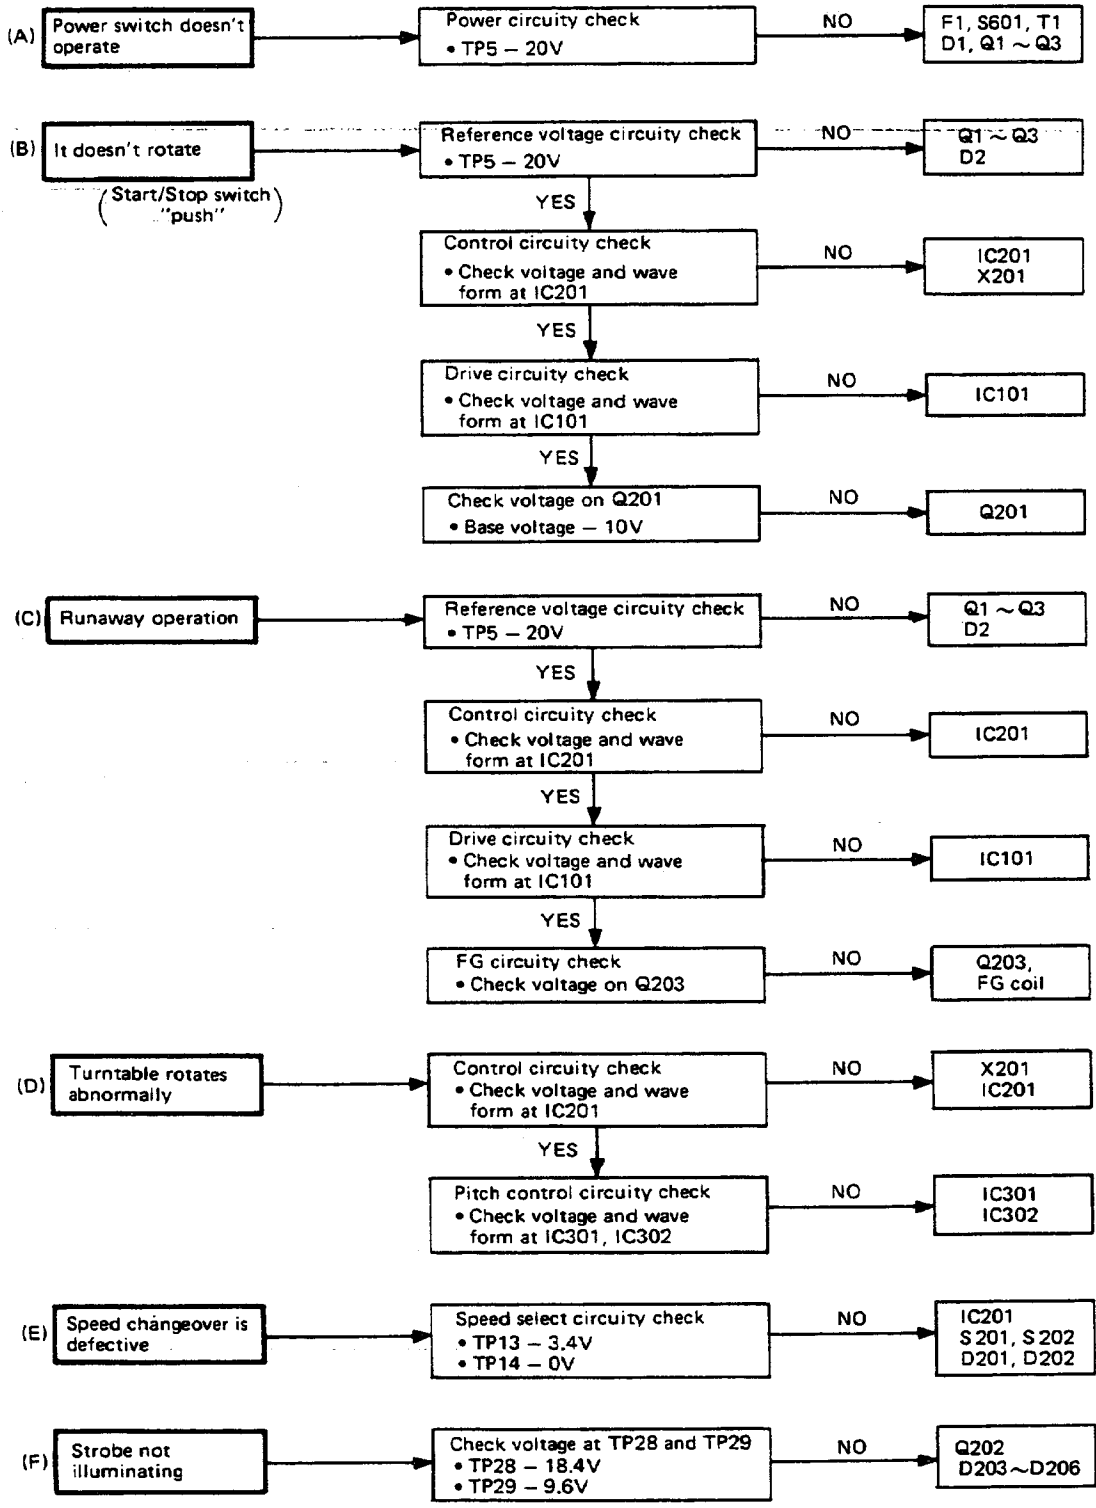 (A) Power switch doesn't
operate
Power circuity check
• TP5 – 20V
NO
F1, S601, T1
D1, Q1 ~ Q3
(B) It doesn't rotate
(Start/Stop switch
"push")
Reference voltage circuity check
• TP5 – 20V
NO
Q1 ~ Q3
D2
YES
Control circuity check
• Check voltage and wave
form at IC201
NO
IC201
X201
YES
Drive circuity check
• Check voltage and wave
form at IC101
NO
IC101
YES
Check voltage on Q201
• Base voltage – 10V
NO
Q201
(C) Runaway operation
Reference voltage circuity check
• TP5 – 20V
NO
Q1 ~ Q3
D2
YES
Control circuity check
• Check voltage and wave
form at IC201
NO
IC201
YES
Drive circuity check
• Check voltage and wave
form at IC101
NO
IC101
YES
FG circuity check
• Check voltage on Q203
NO
Q203,
FG coil
(D) Turntable rotates
abnormally
Control circuity check
• Check voltage and wave
form at IC201
NO
X201
IC201
YES
Pitch control circuity check
• Check voltage and wave
form at IC301, IC302
NO
IC301
IC302
(E) Speed changeover is
defective
Speed select circuity check
• TP13 – 3.4V
• TP14 – 0V
NO
IC201
S201, S202
D201, D202
(F) Strobe not
illuminating
Check voltage at TP28 and TP29
• TP28 – 18.4V
• TP29 – 9.6V
NO
Q202
D203~D206